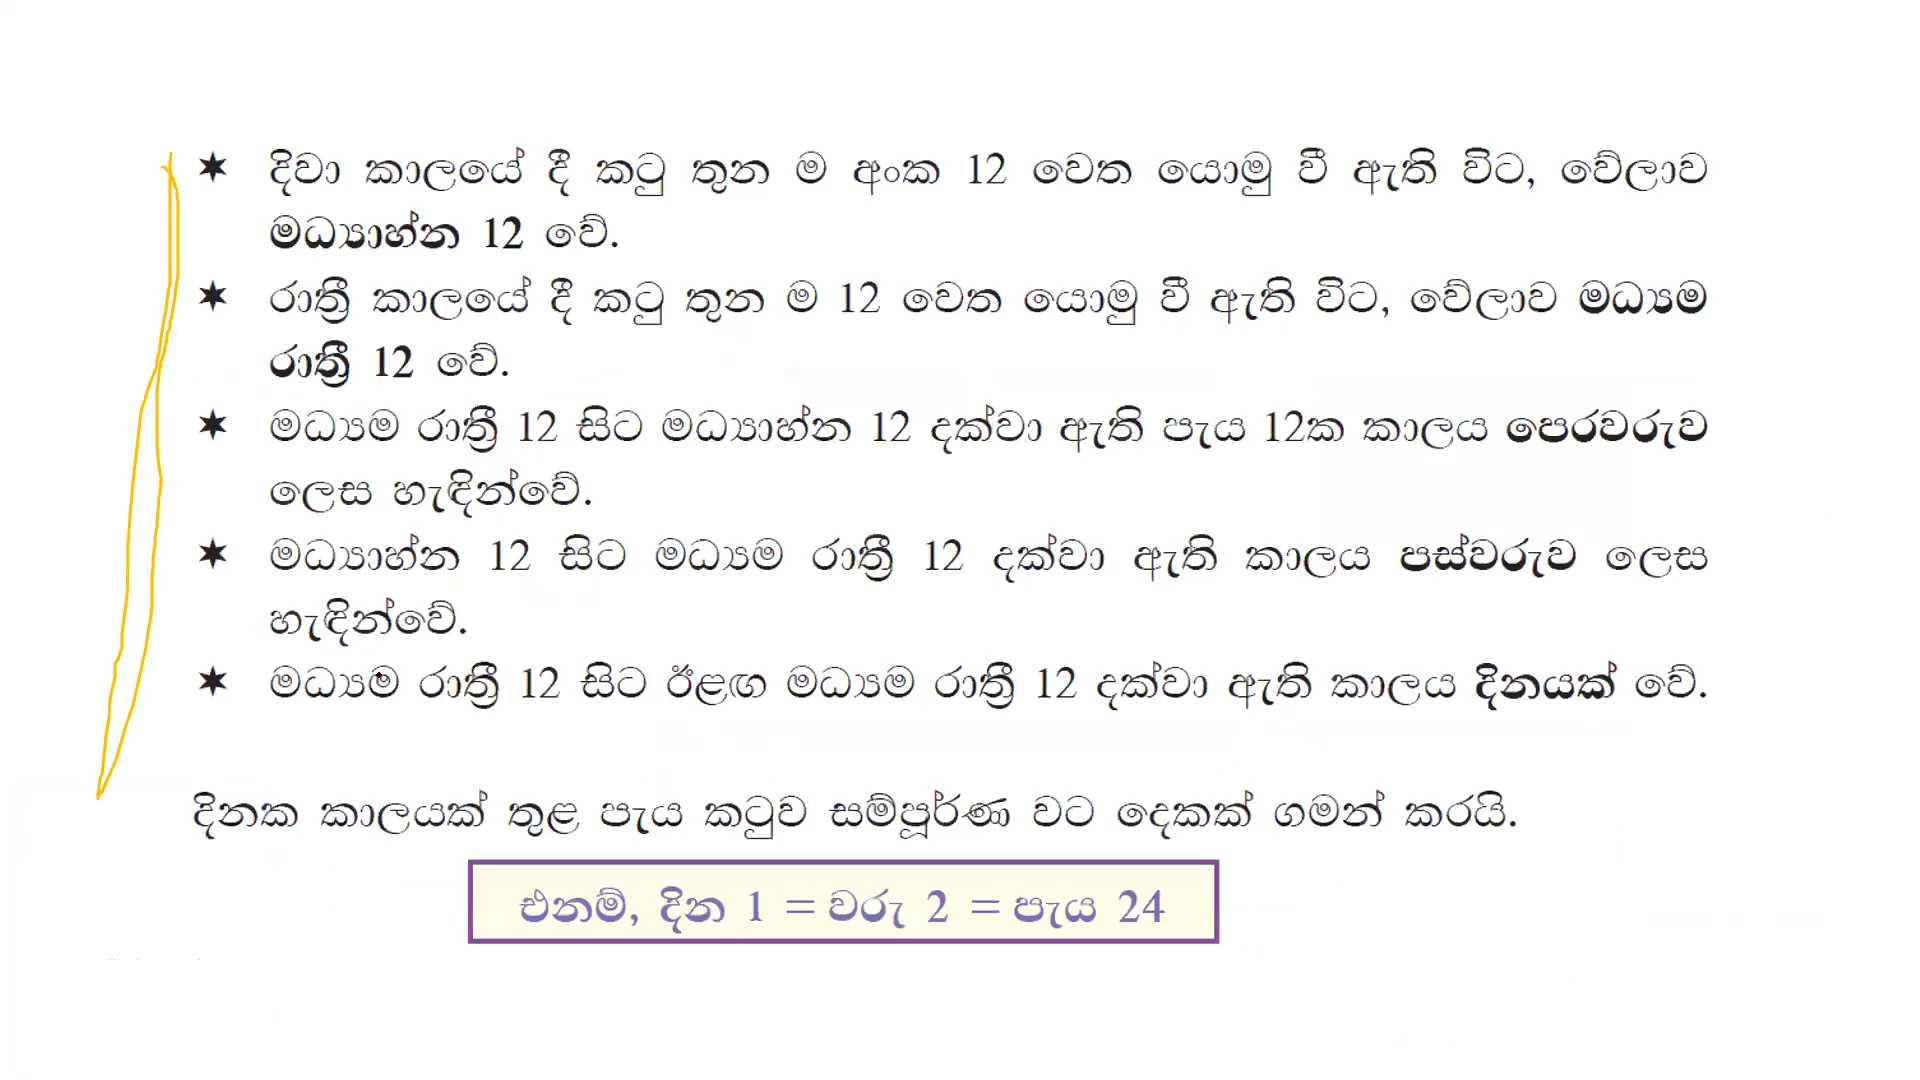 ✶ දිවා කාලයේ දී කටු තුන ම අංක 12 වෙත යොමු වී ඇති විට, වේලාව
මධ්‍යාහ්න 12 වේ.
✶ රාත්‍රී කාලයේ දී කටු තුන ම 12 වෙත යොමු වී ඇති විට, වේලාව මධ්‍යම
රාත්‍රී 12 වේ.
✶ මධ්‍යම රාත්‍රී 12 සිට මධ්‍යාහ්න 12 දක්වා ඇති පැය 12ක කාලය පෙරවරුව
ලෙස හැඳින්වේ.
✶ මධ්‍යාහ්න 12 සිට මධ්‍යම රාත්‍රී 12 දක්වා ඇති කාලය පස්වරුව ලෙස
හැඳින්වේ.
✶ මධ්‍යම රාත්‍රී 12 සිට ඊළඟ මධ්‍යම රාත්‍රී 12 දක්වා ඇති කාලය දිනයක් වේ.
දිනක කාලයක් තුළ පැය කටුව සම්පූර්ණ වට දෙකක් ගමන් කරයි.
එනම්, දින 1 = වරු 2 = පැය 24